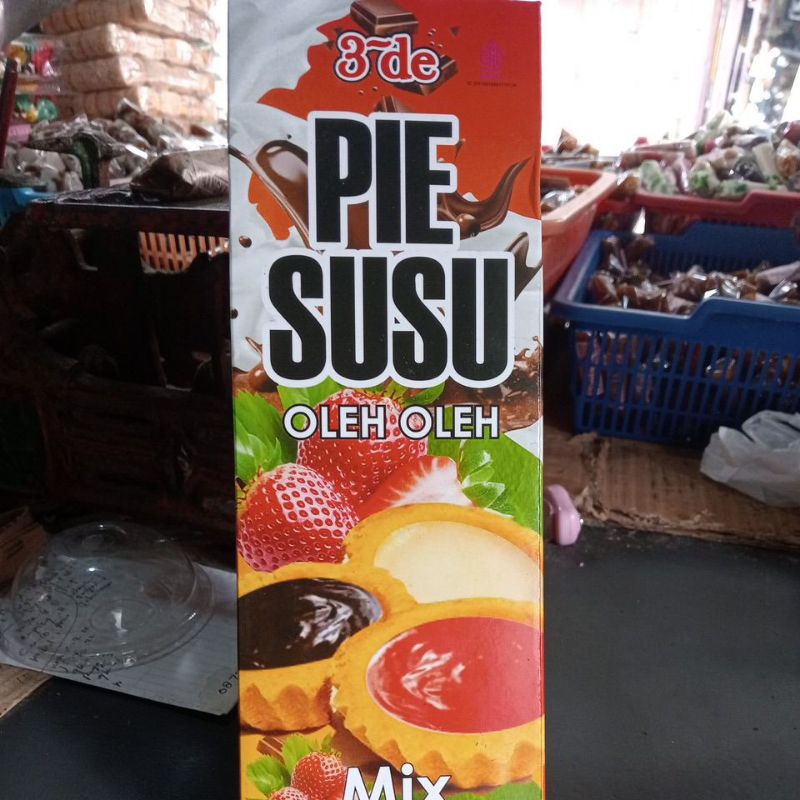 3~de
PIE
SUSU
OLEH OLEH
Mix